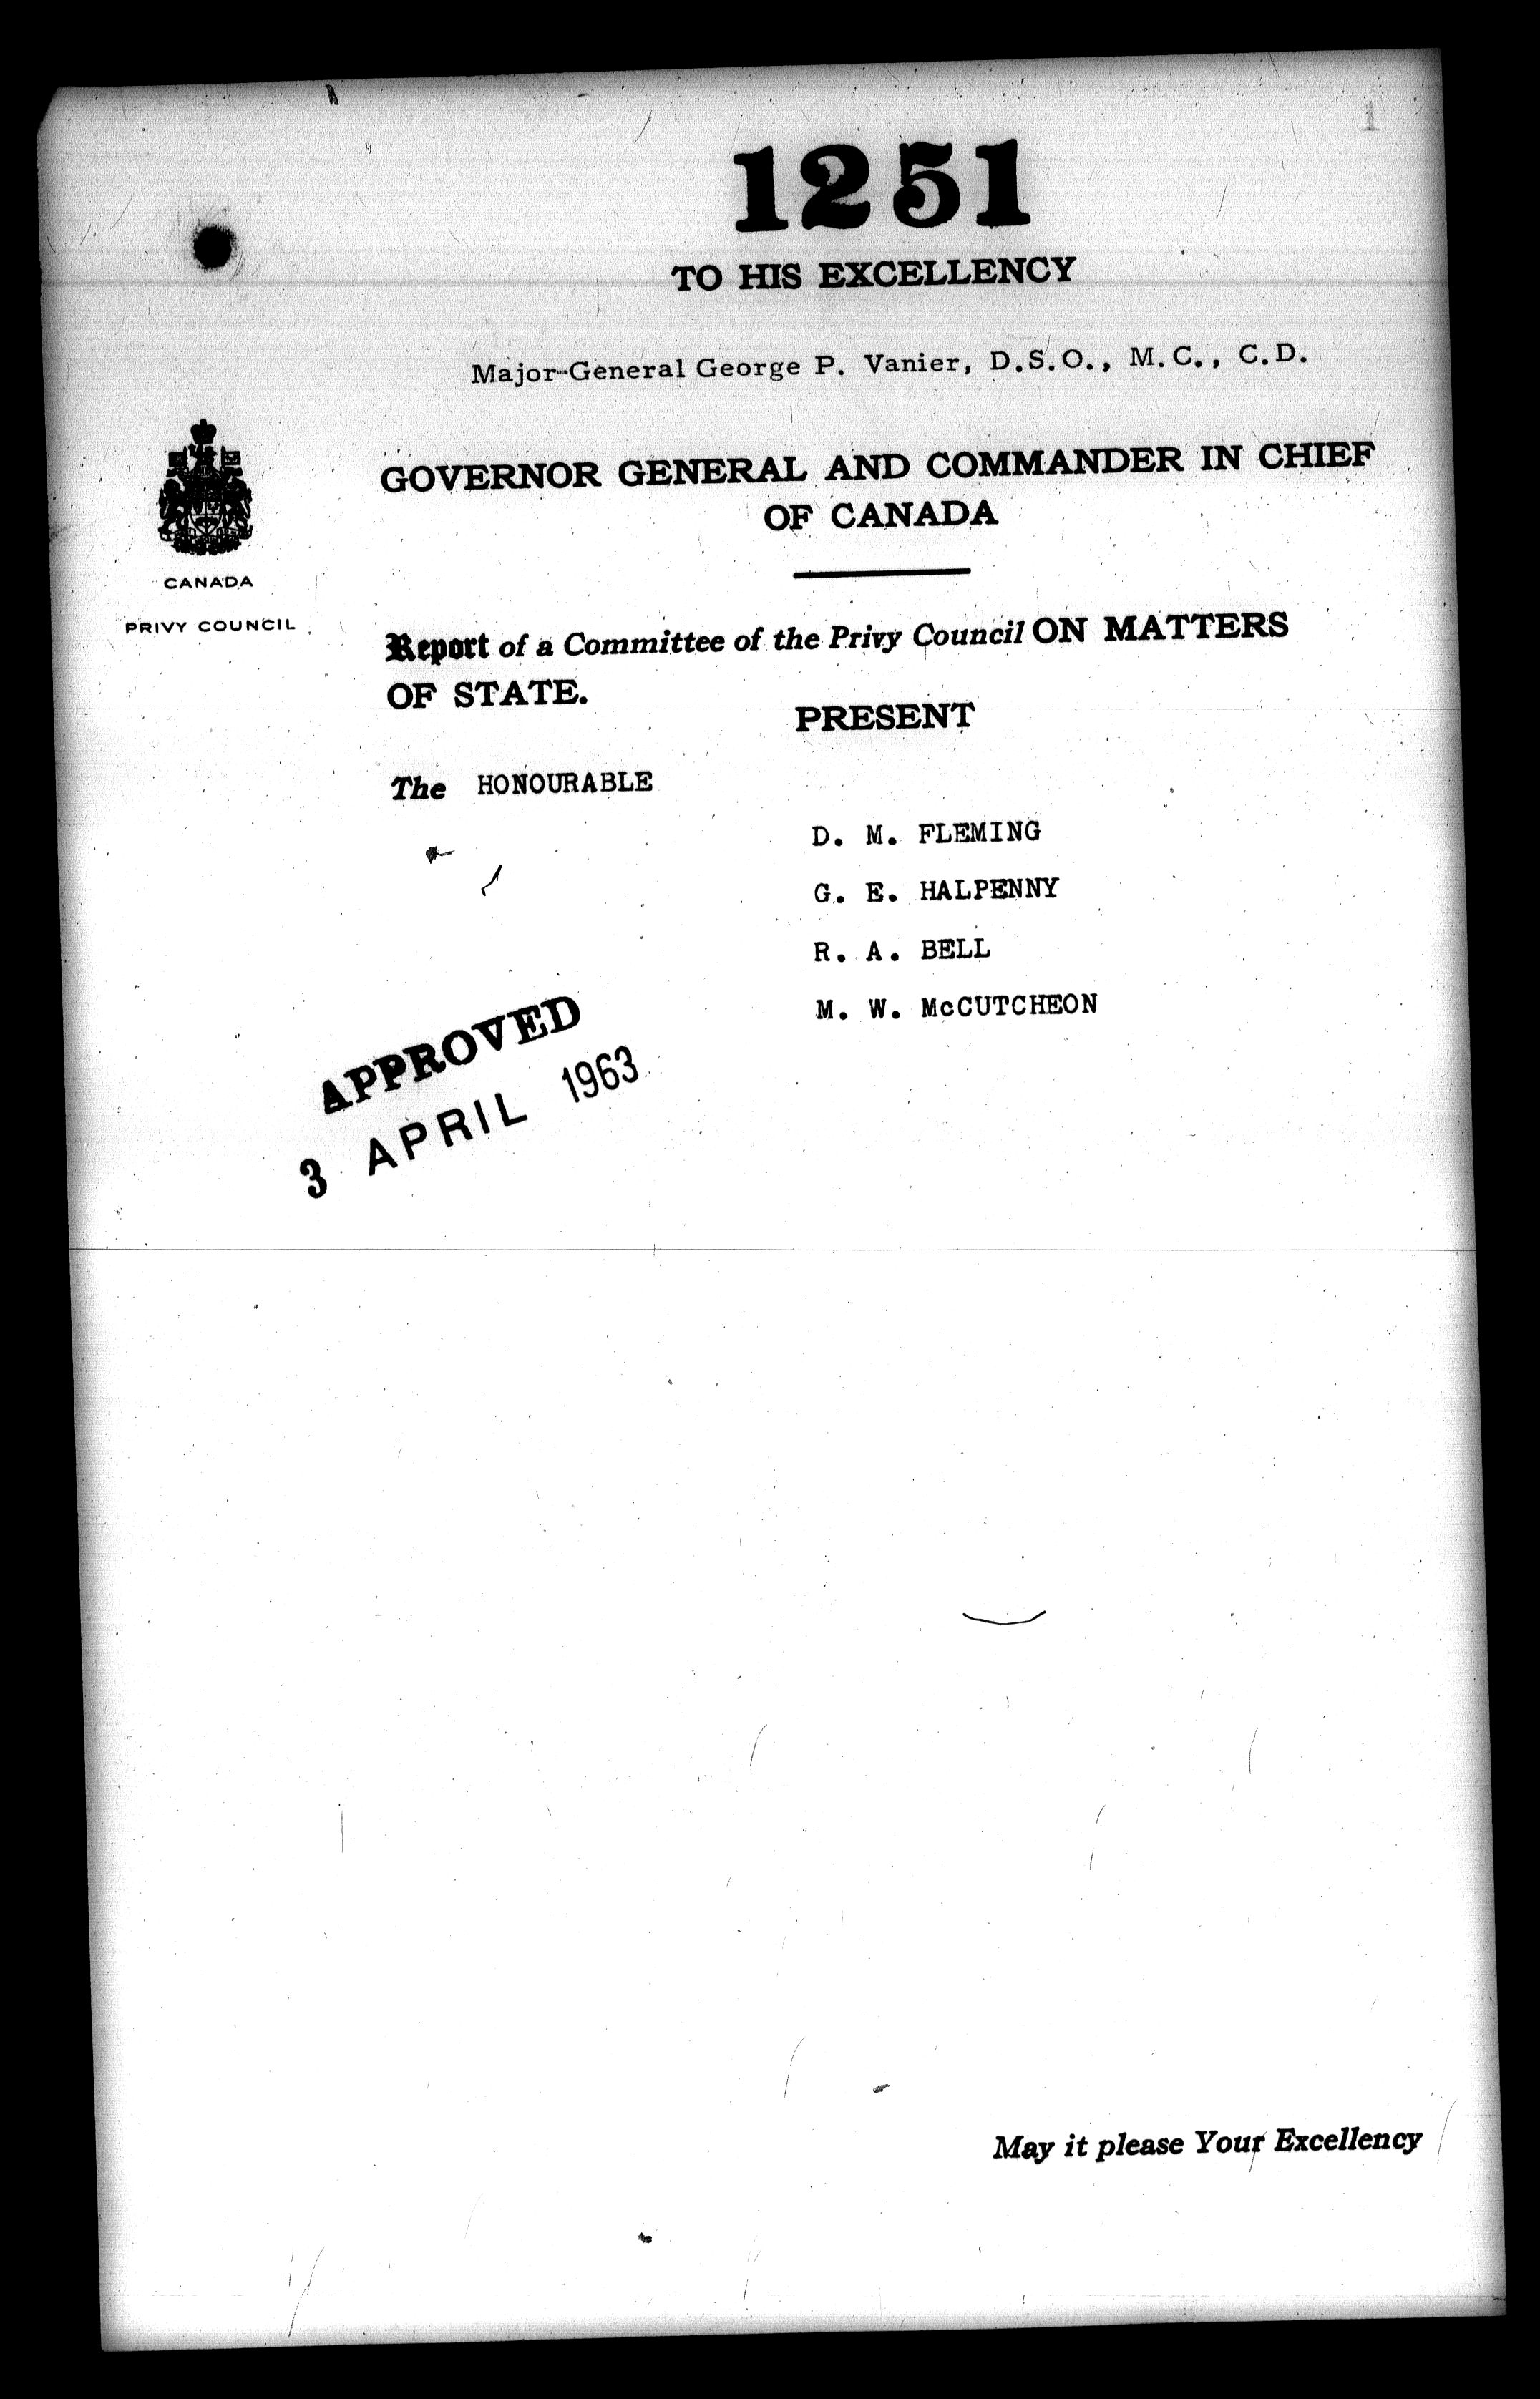 1
1251
TO HIS EXCELLENCY
Major-General George P. Vanier, D.S.O., M.C., C.D.
GOVERNOR GENERAL AND COMMANDER IN CHIEF
OF CANADA
CANADA
PRIVY COUNCIL
Report of a Committee of the Privy Council ON MATTERS
OF STATE.
PRESENT
The HONOURABLE
D. M. FLEMING
G. E. HALPENNY
R. A. BELL
M. W. McCUTCHEON
APPROVED
3 APRIL 1963
May it please Your Excellency